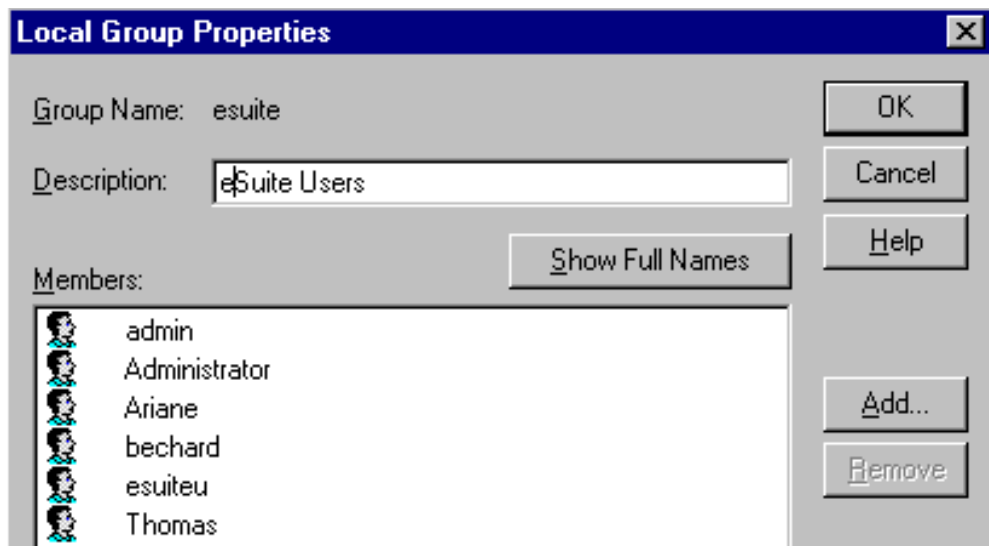 Local Group Properties
Group Name: esuite
OK
Description: eSuite Users
Cancel
Show Full Names
Help
Members:
admin
Administrator
Ariane
bechard
esuiteu
Thomas
Add...
Remove